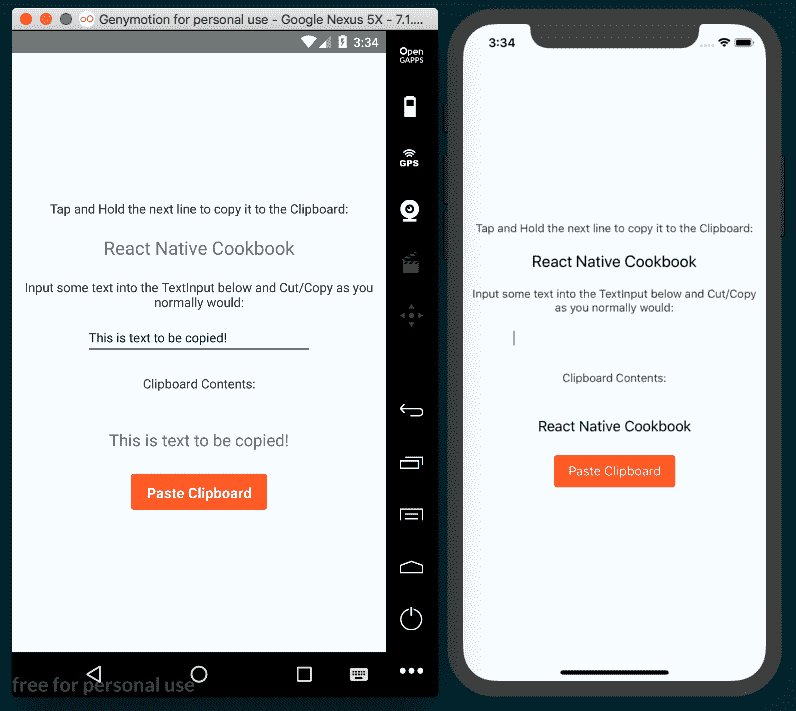 Genymotion for personal use - Google Nexus 5X - 7.1....
3:34
Open
GAPPS
GPS
Tap and Hold the next line to copy it to the Clipboard:
React Native Cookbook
Input some text into the TextInput below and Cut/Copy as you
normally would:
This is text to be copied!
Clipboard Contents:
This is text to be copied!
Paste Clipboard
free for personal use
3:34
Tap and Hold the next line to copy it to the Clipboard:
React Native Cookbook
Input some text into the TextInput below and Cut/Copy
as you normally would:
Clipboard Contents:
React Native Cookbook
Paste Clipboard